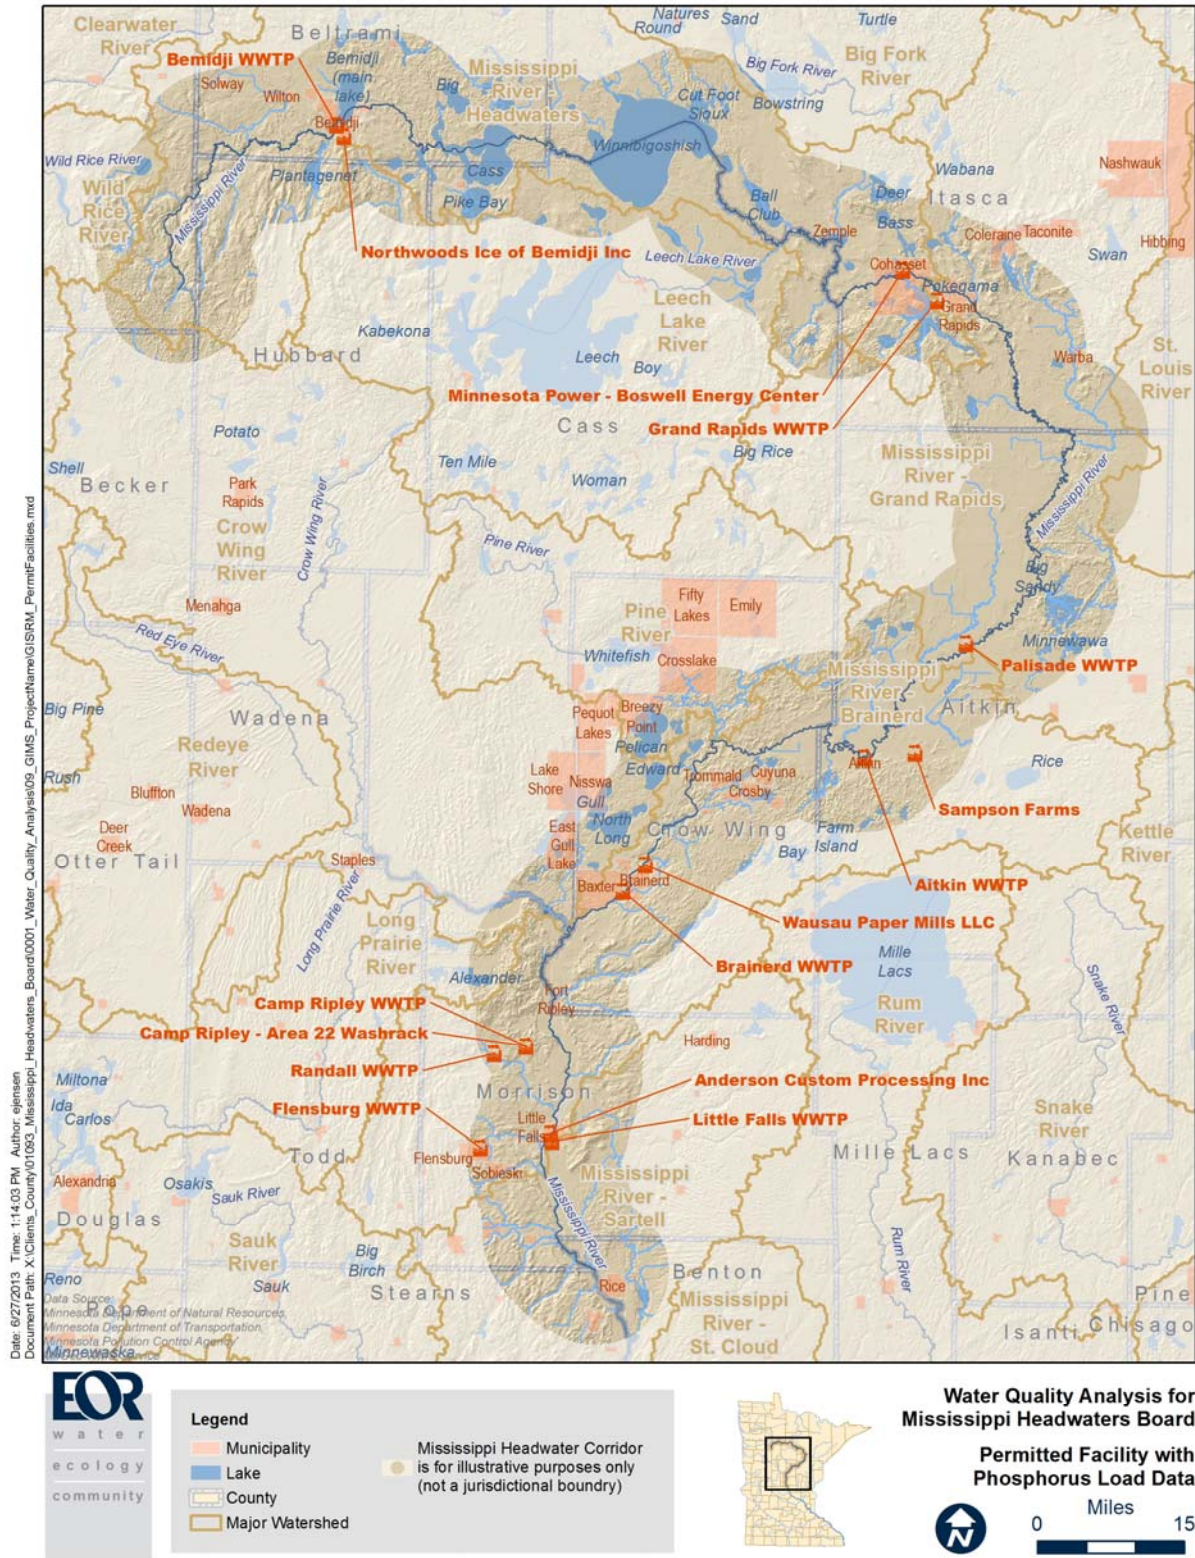 Clearwater
River
Beltrami
Natures
Sand
Round
Turtle
Big Fork River
Big Fork
River
Bemidji WWTP
Bemidji
(main
lake)
Solway
Wilton
Big
Mississippi
River -
Headwaters
Cut Foot
Sioux
Bowstring
Bemidji
Winnibigoshish
Wild Rice River
Wild
Rice
River
Mississippi River
Plantagenet
Cass
Pike Bay
Wabana
Nashwauk
Deer
Itasca
Ball
Club
Bass
Zemple
Coleraine
Taconite
Hibbing
Swan
Northwoods Ice of Bemidji Inc
Leech Lake River
Cohasset
Pokegama
Grand
Rapids
Leech
Lake
River
Kabekona
Hubbard
Leech
Boy
Warba
St.
Louis
River
Minnesota Power - Boswell Energy Center
Cass
Grand Rapids WWTP
Potato
Ten Mile
Big Rice
Mississippi
River -
Grand Rapids
Shell
Becker
Park
Rapids
Woman
Crow
Wing
River
Crow Wing River
Mississippi River
Pine River
Big
Sandy
Menahga
Fifty
Lakes
Emily
Pine
River
Red Eye River
Whitefish
Crosslake
Minnewawa
Palisade WWTP
Mississippi
River -
Brainerd
Aitkin
Big Pine
Wadena
Pequot
Lakes
Breezy
Point
Pelican
Redeye
River
Rush
Lake
Shore
Nisswa
Edward
Trommald
Cuyuna
Crosby
Aitkin
Rice
Bluffton
Wadena
Gull
North
Long
Sampson Farms
Deer
Creek
Otter Tail
East
Gull
Lake
Crow Wing
Farm
Island
Bay
Kettle
River
Staples
Baxter
Brainerd
Aitkin WWTP
Long Prairie River
Long
Prairie
River
Wausau Paper Mills LLC
Mille
Lacs
Brainerd WWTP
Alexander
Snake River
Camp Ripley WWTP
Fort
Ripley
Rum
River
Camp Ripley - Area 22 Washrack
Harding
Randall WWTP
Anderson Custom Processing Inc
Miltona
Morrison
Flensburg WWTP
Little Falls WWTP
Ida
Carlos
Little
Falls
Snake
River
Todd
Flensburg
Sobieski
Mille Lacs
Kanabec
Alexandria
Osakis
Sauk River
Mississippi
River -
Sartell
Douglas
Mississippi River
Sauk
River
Big
Birch
Rum River
Reno
Sauk
Rice
Benton
Stearns
Mississippi
River -
St. Cloud
Pine
Pope
Isanti
Chisago
Minnewaska
Data Source:
Minnesota Department of Natural Resources,
Minnesota Department of Transportation,
Minnesota Pollution Control Agency
Date: 6/27/2013 Time: 1:14:03 PM Author: ejensen
Document Path: X:\Clients_County\01093_Mississippi_Headwaters_Board\0001_Water_Quality_Analysis\09_GIMS_ProjectName\GIS\RM_PermitFacilities.mxd
EOR
water
ecology
community
Legend
Municipality
Lake
County
Major Watershed
Mississippi Headwater Corridor
is for illustrative purposes only
(not a jurisdictional boundry)
Water Quality Analysis for
Mississippi Headwaters Board
Permitted Facility with
Phosphorus Load Data
N
Miles
0 15